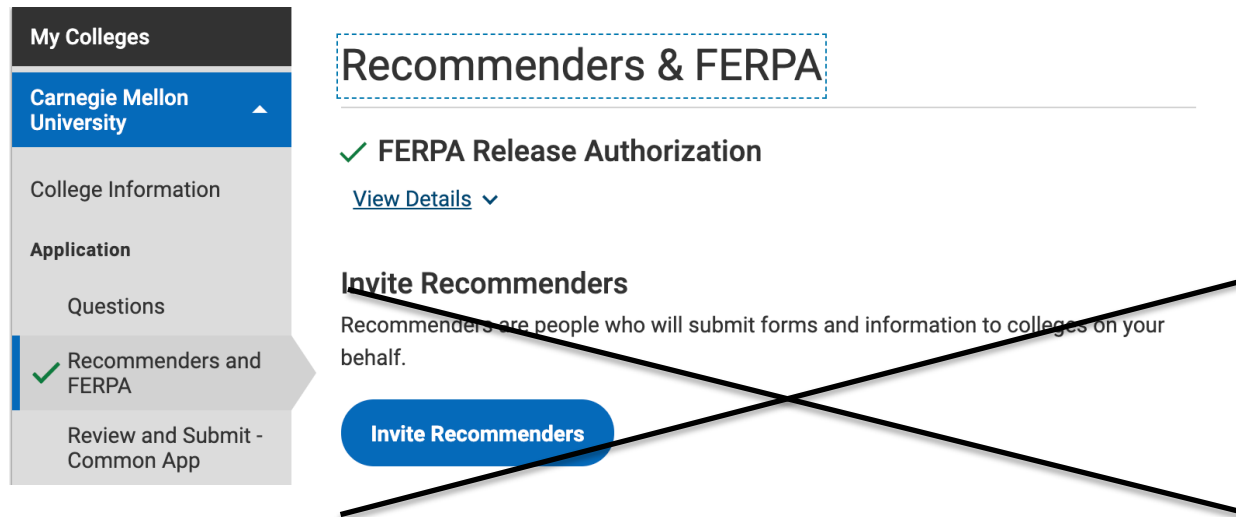 My Colleges
Carnegie Mellon
University
College Information
Application
Questions
Recommenders and
FERPA
Review and Submit -
Common App
Recommenders & FERPA
FERPA Release Authorization
View Details
Invite Recommenders
Recommenders are people who will submit forms and information to colleges on your
behalf.
Invite Recommenders